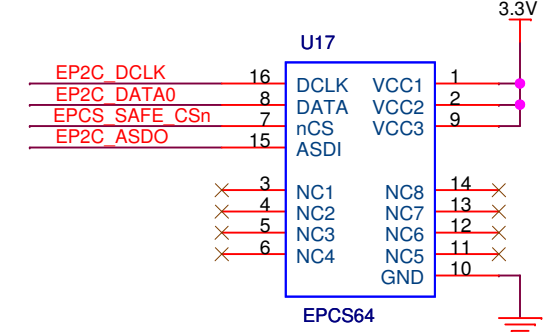 3.3V
U17
EP2C_DCLK 16 DCLK VCC1 1
EP2C_DATA0 8 DATA VCC2 2
EPCS_SAFE_CSn 7 nCS VCC3 9
EP2C_ASDO 15 ASDI
3 NC1 NC8 14
4 NC2 NC7 13
5 NC3 NC6 12
6 NC4 NC5 11
GND 10
EPCS64